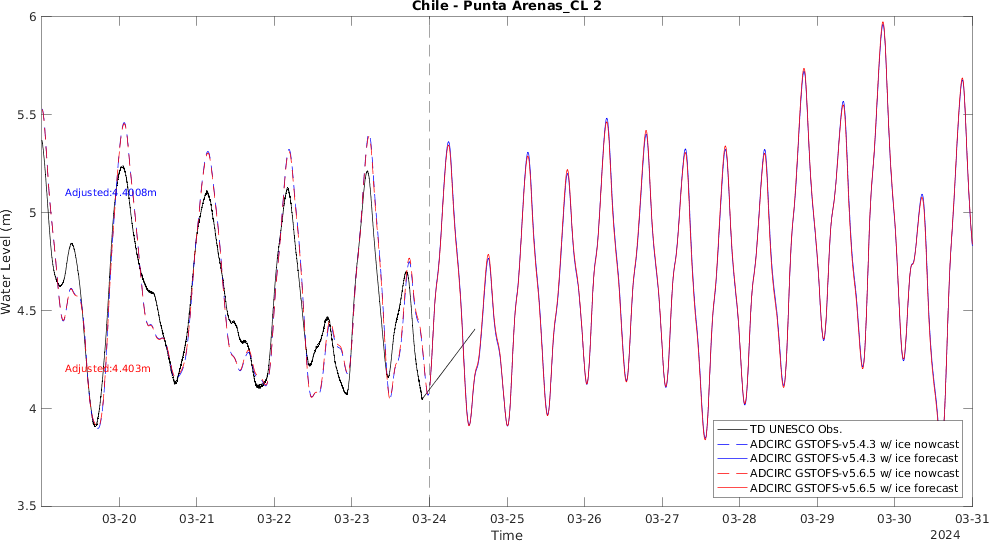 Chile - Punta Arenas_CL 2
Water Level (m)
6
5.5
5
4.5
4
3.5
Adjusted:4.4008m
Adjusted:4.403m
TD UNESCO Obs.
ADCIRC GSTOFS-v5.4.3 w/ ice nowcast
ADCIRC GSTOFS-v5.4.3 w/ ice forecast
ADCIRC GSTOFS-v5.6.5 w/ ice nowcast
ADCIRC GSTOFS-v5.6.5 w/ ice forecast
03-20 03-21 03-22 03-23 03-24 03-25 03-26 03-27 03-28 03-29 03-30 03-31
Time
2024